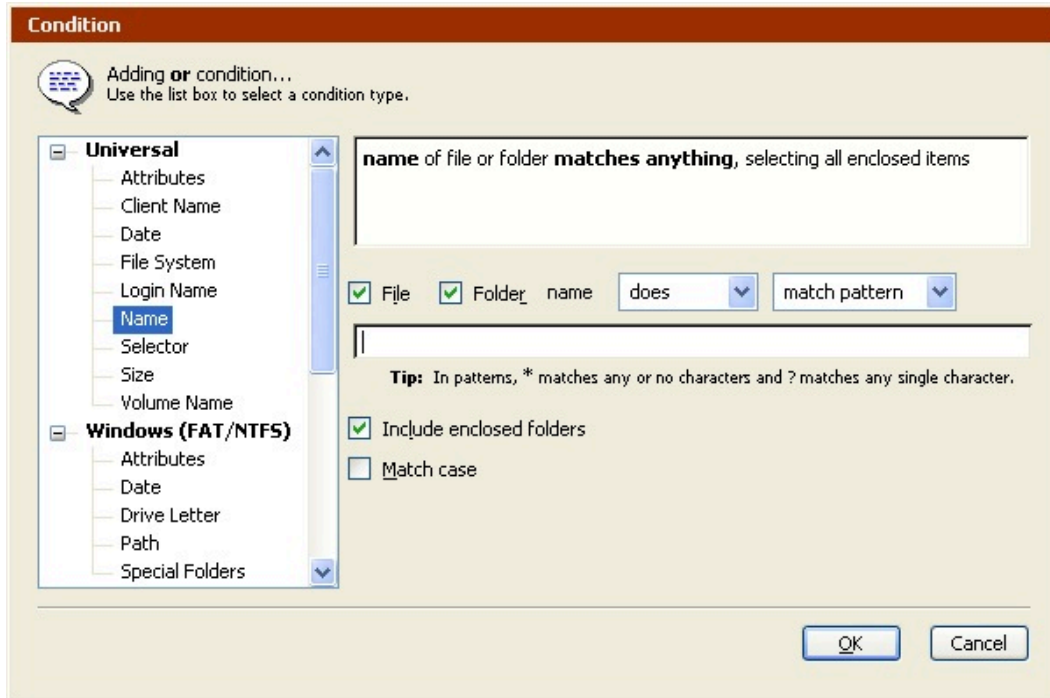 Condition
Adding or condition...
Use the list box to select a condition type.
Universal
Attributes
Client Name
Date
File System
Login Name
Name
Selector
Size
Volume Name
Windows (FAT/NTFS)
Attributes
Date
Drive Letter
Path
Special Folders
name of file or folder matches anything, selecting all enclosed items
File Folder name does match pattern
Tip: In patterns, * matches any or no characters and ? matches any single character.
Include enclosed folders
Match case
OK Cancel